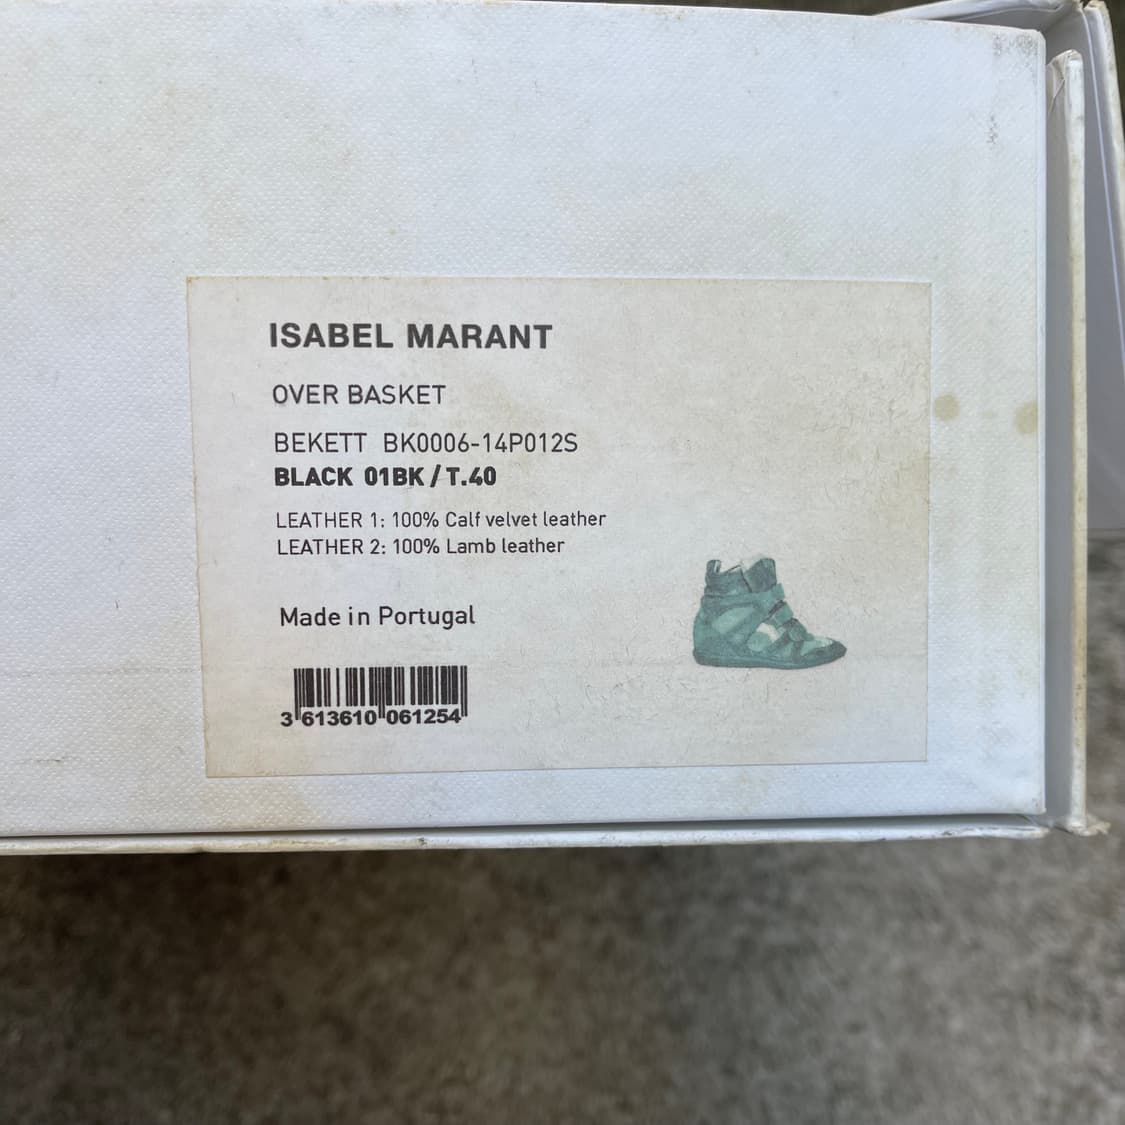 ISABEL MARANT
OVER BASKET
BEKETT BK0006-14P012S
BLACK 01BK / T.40
LEATHER 1: 100% Calf velvet leather
LEATHER 2: 100% Lamb leather
Made in Portugal
3 613610 061254